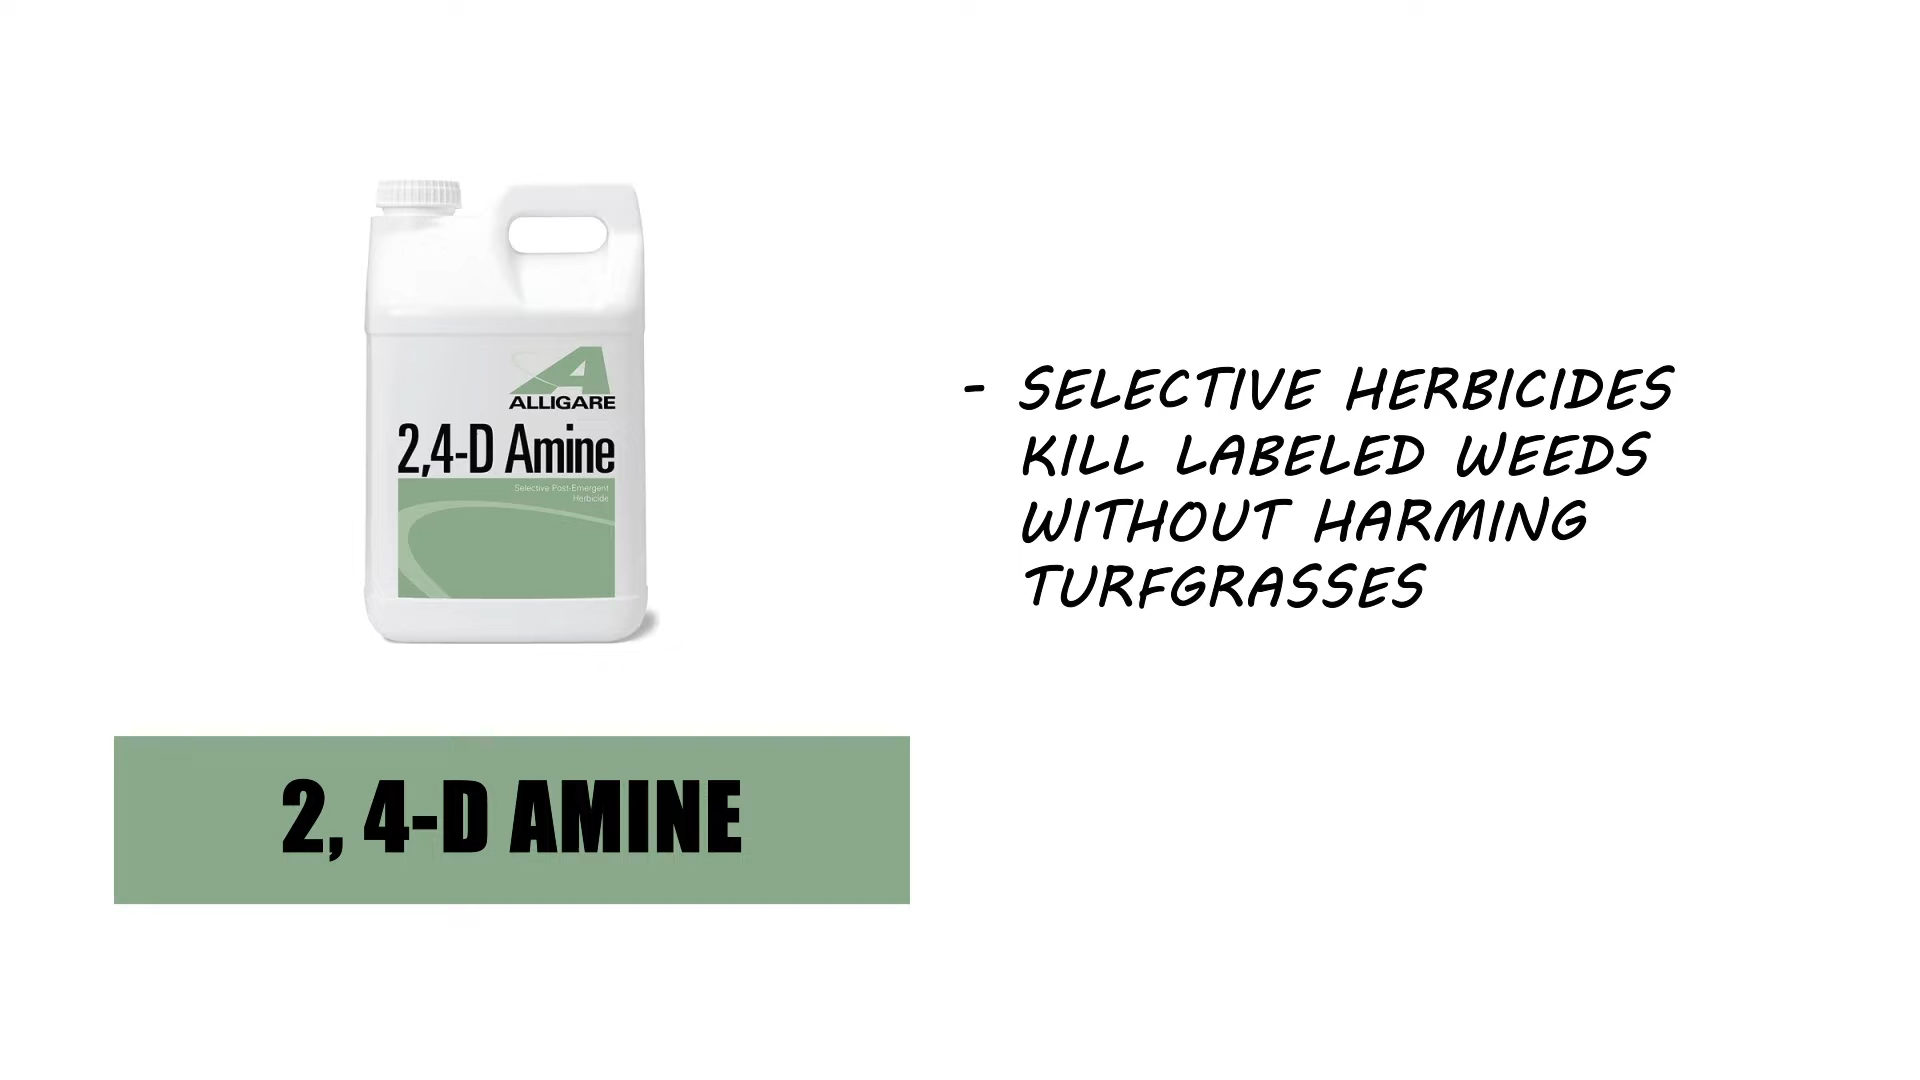 ALLIGARE
2,4-D Amine
Selective Post-Emergent
Herbicide
2, 4-D AMINE
- SELECTIVE HERBICIDES
KILL LABELED WEEDS
WITHOUT HARMING
TURFGRASSES